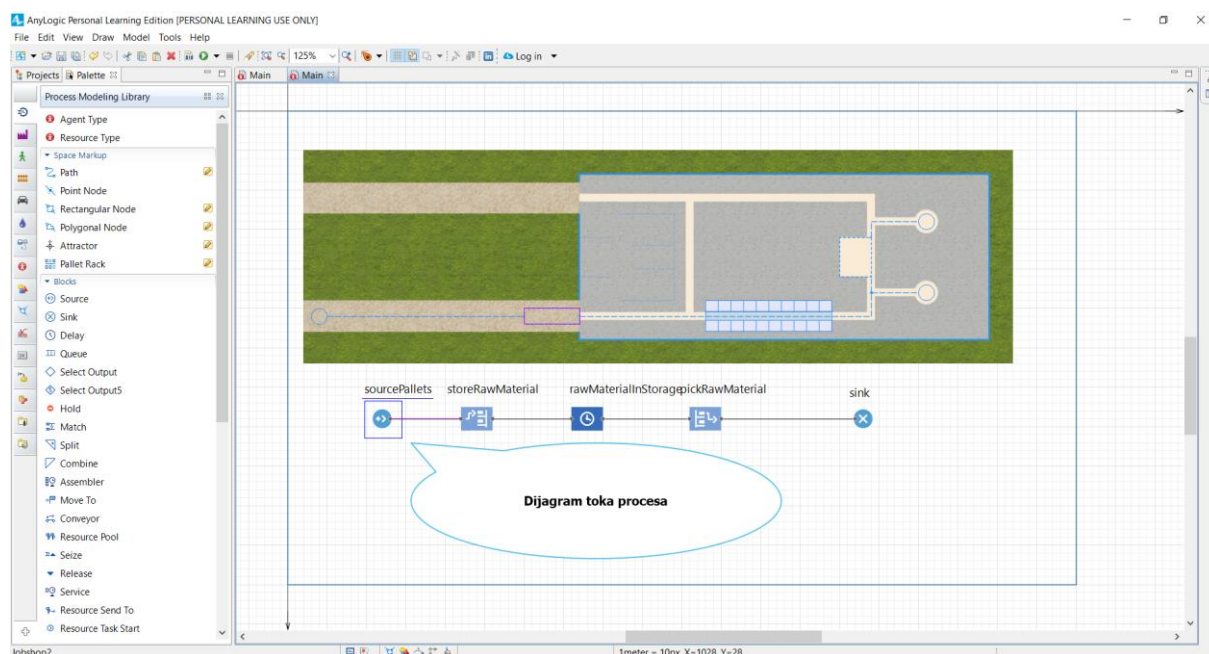 AnyLogic Personal Learning Edition [PERSONAL LEARNING USE ONLY]
File Edit View Draw Model Tools Help
125% Log in
Projects Palette Main Main
Process Modeling Library
Agent Type
Resource Type
Space Markup
Path
Point Node
Rectangular Node
Polygonal Node
Attractor
Pallet Rack
Blocks
Source
Sink
Delay
Queue
Select Output
Select Output5
Hold
Match
Split
Combine
Assembler
Move To
Conveyor
Resource Pool
Seize
Release
Service
Resource Send To
Resource Task Start
sourcePallets storeRawMaterial rawMaterialInStorage pickRawMaterial sink
Dijagram toka procesa
Jobshop2 1meter = 10px X=1028, Y=28